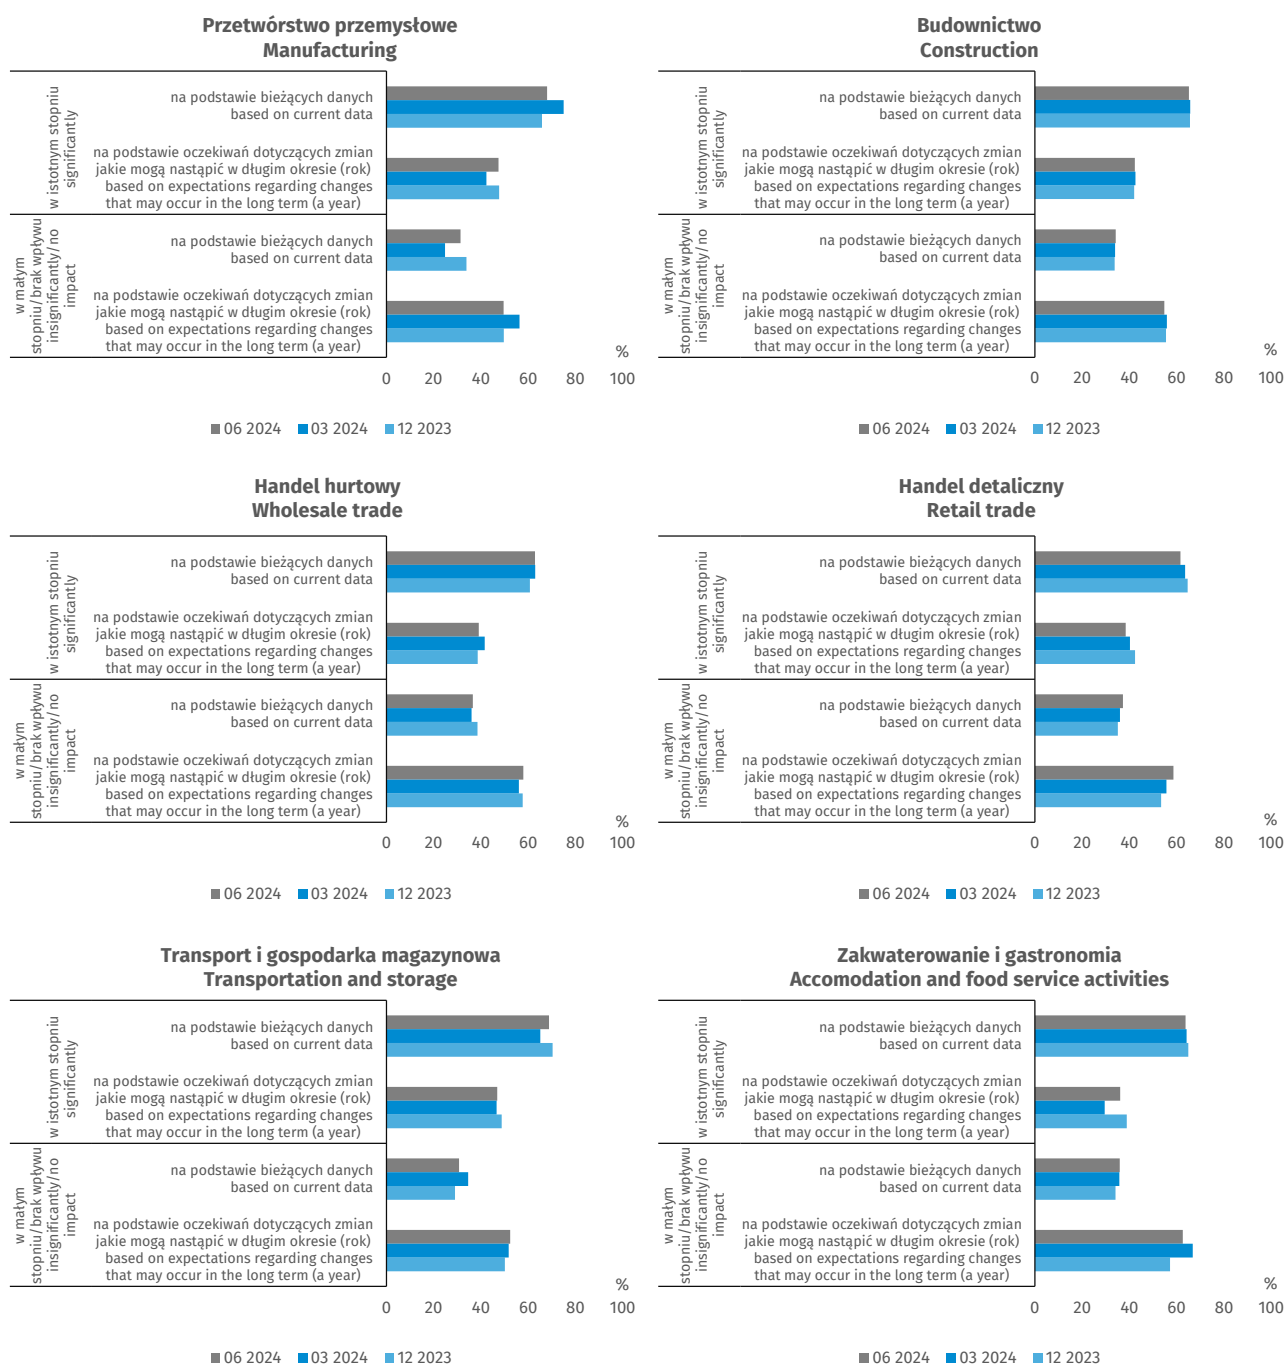 Przetwórstwo przemysłowe
Manufacturing
w istotnym stopniu
significantly
na podstawie bieżących danych
based on current data
na podstawie oczekiwań dotyczących zmian
jakie mogą nastąpić w długim okresie (rok)
based on expectations regarding changes
that may occur in the long term (a year)
w małym
stopniu/brak wpływu
insignificantly/no
impact
na podstawie bieżących danych
based on current data
na podstawie oczekiwań dotyczących zmian
jakie mogą nastąpić w długim okresie (rok)
based on expectations regarding changes
that may occur in the long term (a year)
%
0 20 40 60 80 100
06 2024 03 2024 12 2023
Budownictwo
Construction
w istotnym stopniu
significantly
na podstawie bieżących danych
based on current data
na podstawie oczekiwań dotyczących zmian
jakie mogą nastąpić w długim okresie (rok)
based on expectations regarding changes
that may occur in the long term (a year)
w małym
stopniu/brak wpływu
insignificantly/no
impact
na podstawie bieżących danych
based on current data
na podstawie oczekiwań dotyczących zmian
jakie mogą nastąpić w długim okresie (rok)
based on expectations regarding changes
that may occur in the long term (a year)
%
0 20 40 60 80 100
06 2024 03 2024 12 2023
Handel hurtowy
Wholesale trade
w istotnym stopniu
significantly
na podstawie bieżących danych
based on current data
na podstawie oczekiwań dotyczących zmian
jakie mogą nastąpić w długim okresie (rok)
based on expectations regarding changes
that may occur in the long term (a year)
w małym
stopniu/brak wpływu
insignificantly/no
impact
na podstawie bieżących danych
based on current data
na podstawie oczekiwań dotyczących zmian
jakie mogą nastąpić w długim okresie (rok)
based on expectations regarding changes
that may occur in the long term (a year)
%
0 20 40 60 80 100
06 2024 03 2024 12 2023
Handel detaliczny
Retail trade
w istotnym stopniu
significantly
na podstawie bieżących danych
based on current data
na podstawie oczekiwań dotyczących zmian
jakie mogą nastąpić w długim okresie (rok)
based on expectations regarding changes
that may occur in the long term (a year)
w małym
stopniu/brak wpływu
insignificantly/no
impact
na podstawie bieżących danych
based on current data
na podstawie oczekiwań dotyczących zmian
jakie mogą nastąpić w długim okresie (rok)
based on expectations regarding changes
that may occur in the long term (a year)
%
0 20 40 60 80 100
06 2024 03 2024 12 2023
Transport i gospodarka magazynowa
Transportation and storage
w istotnym stopniu
significantly
na podstawie bieżących danych
based on current data
na podstawie oczekiwań dotyczących zmian
jakie mogą nastąpić w długim okresie (rok)
based on expectations regarding changes
that may occur in the long term (a year)
w małym
stopniu/brak wpływu
insignificantly/no
impact
na podstawie bieżących danych
based on current data
na podstawie oczekiwań dotyczących zmian
jakie mogą nastąpić w długim okresie (rok)
based on expectations regarding changes
that may occur in the long term (a year)
%
0 20 40 60 80 100
06 2024 03 2024 12 2023
Zakwaterowanie i gastronomia
Accomodation and food service activities
w istotnym stopniu
significantly
na podstawie bieżących danych
based on current data
na podstawie oczekiwań dotyczących zmian
jakie mogą nastąpić w długim okresie (rok)
based on expectations regarding changes
that may occur in the long term (a year)
w małym
stopniu/brak wpływu
insignificantly/no
impact
na podstawie bieżących danych
based on current data
na podstawie oczekiwań dotyczących zmian
jakie mogą nastąpić w długim okresie (rok)
based on expectations regarding changes
that may occur in the long term (a year)
%
0 20 40 60 80 100
06 2024 03 2024 12 2023